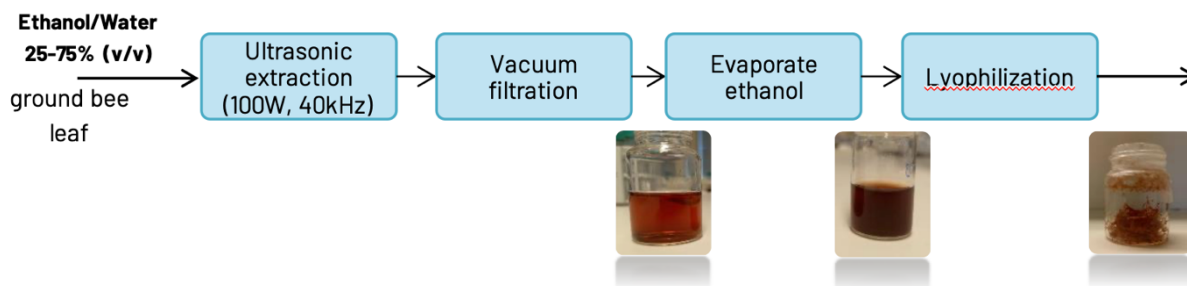 Ethanol/Water
25-75% (v/v)
ground bee
leaf
Ultrasonic
extraction
(100W, 40kHz)
Vacuum
filtration
Evaporate
ethanol
Lyophilization